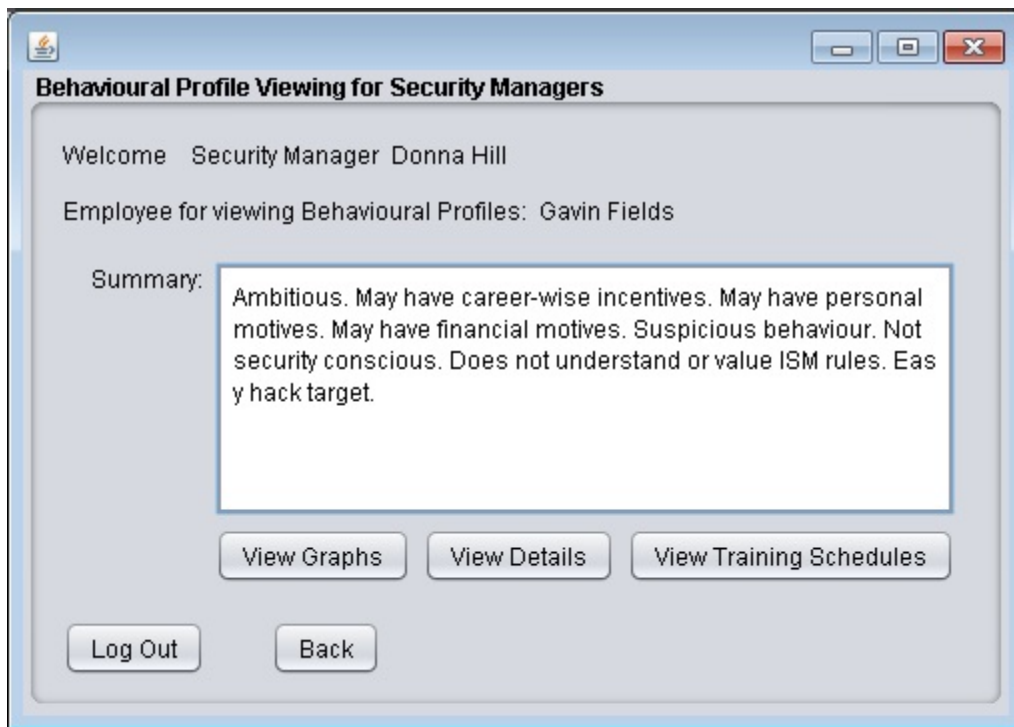 Behavioural Profile Viewing for Security Managers
Welcome Security Manager Donna Hill
Employee for viewing Behavioural Profiles: Gavin Fields
Summary:
Ambitious. May have career-wise incentives. May have personal
motives. May have financial motives. Suspicious behaviour. Not
security conscious. Does not understand or value ISM rules. Eas
y hack target.
View Graphs View Details View Training Schedules
Log Out Back